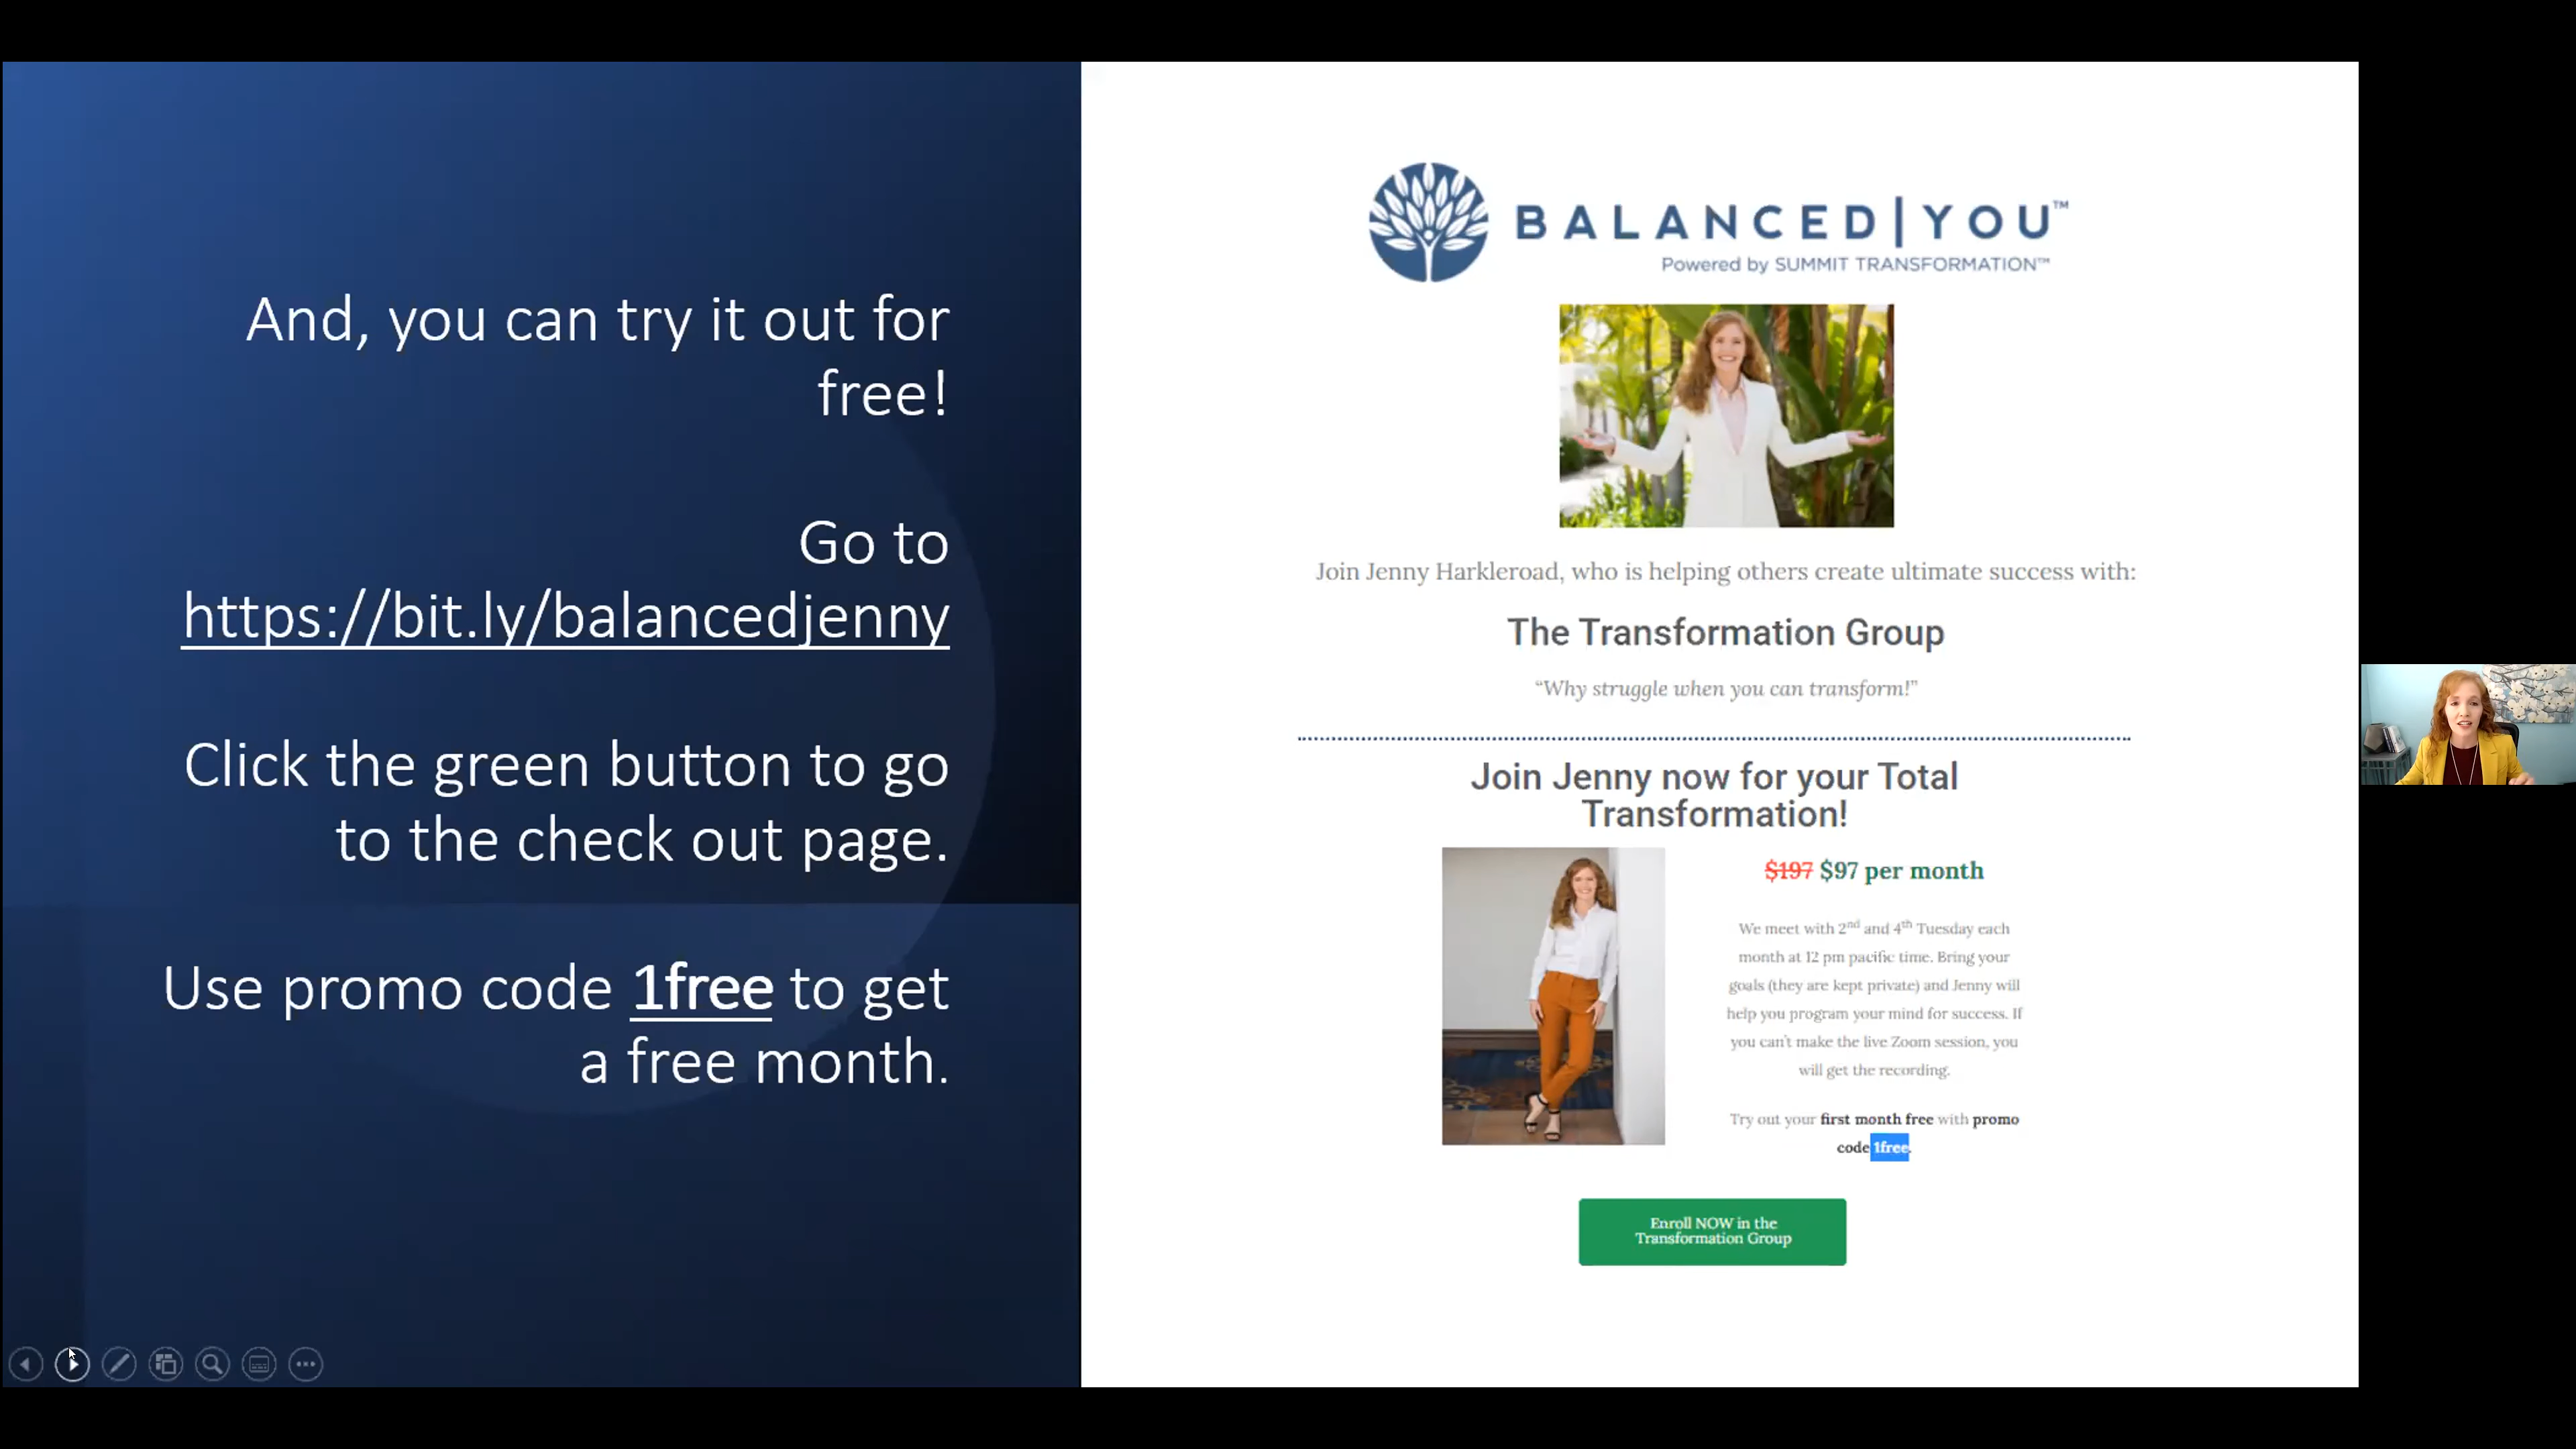 And, you can try it out for
free!
Go to
https://bit.ly/balancedjenny
Click the green button to go
to the check out page.
Use promo code 1free to get
a free month.
BALANCED|YOU™
Powered by SUMMIT TRANSFORMATION™
Join Jenny Harkleroad, who is helping others create ultimate success with:
The Transformation Group
“Why struggle when you can transform!”
Join Jenny now for your Total
Transformation!
$197 $97 per month
We meet with 2nd and 4th Tuesday each
month at 12 pm pacific time. Bring your
goals (they are kept private) and Jenny will
help you program your mind for success. If
you can't make the live Zoom session, you
will get the recording.
Try out your first month free with promo
code 1free.
Enroll NOW in the
Transformation Group